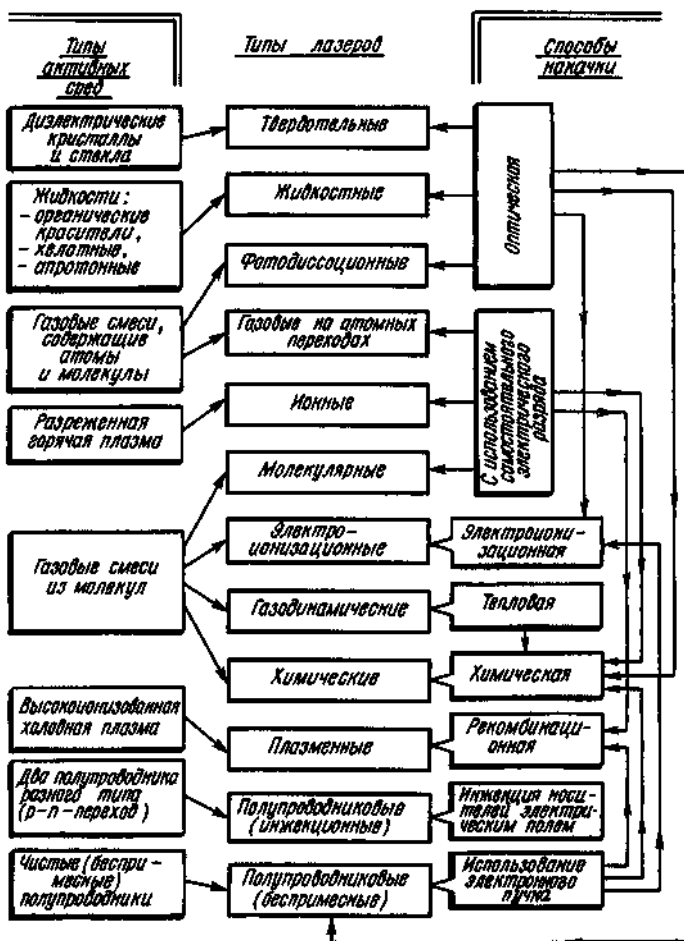 Типы
активных
сред
Типы лазеров
Способы
накачки
Диэлектрические
кристаллы
и стекла
Твердотельные
Оптическая
Жидкости:
- органические
красители,
- хелатные,
- апротонные
Жидкостные
Фотодиссоционные
Газовые смеси,
содержащие
атомы
и молекулы
Газовые на атомных
переходах
С использованием
самостоятельного
электрического
разряда
Разреженная
горячая плазма
Ионные
Молекулярные
Газовые смеси
из молекул
Электро-
ионизационные
Электрониони-
зационная
Газодинамические
Тепловая
Химические
Химическая
Высокоионизованная
холодная плазма
Плазменные
Рекомбинаци-
онная
Два полупроводника
разного типа
(р-п-переход)
Полупроводниковые
(инжекционные)
Инжекция носи-
телей электри-
ческим полем
Чистые (беспри-
месные)
полупроводники
Полупроводниковые
(беспримесные)
Использование
электронного
пучка